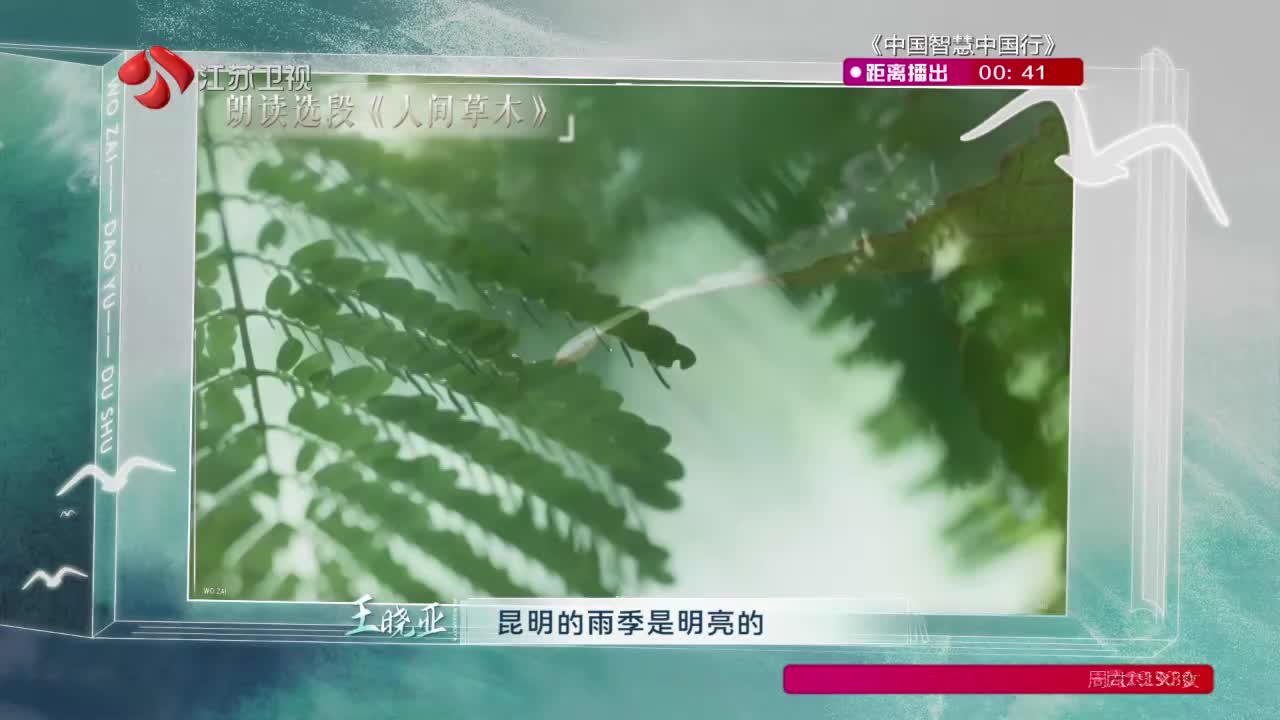 《中国智慧中国行》
距离播出 00: 41
江苏卫视
朗读选段《人间草木》
WO ZAI —— DAO YU —— DU SHU
WO ZAI
王晓亚
昆明的雨季是明亮的